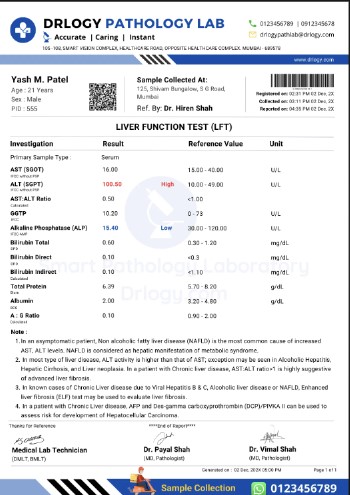 DRLOGY PATHOLOGY LAB
Accurate | Caring | Instant
0123456789 | 0912345678
drlogypathlab@drlogy.com
105 -108, SMART VISION COMPLEX, HEALTHCARE ROAD, OPPOSITE HEALTHCARE COMPLEX. MUMBAI - 689578
www.drlogy.com
Yash M. Patel
Age : 21 Years
Sex : Male
PID : 555
Sample Collected At:
125, Shivam Bungalow, S G Road,
Mumbai
Ref. By: Dr. Hiren Shah
Registered on: 02:31 PM 02 Dec, 2X
Collected on: 03:11 PM 02 Dec, 2X
Reported on: 04:35 PM 02 Dec, 2X
LIVER FUNCTION TEST (LFT)
Investigation Result Reference Value Unit
Primary Sample Type : Serum
AST (SGOT) 16.00 15.00 - 40.00 U/L
IFCC without P5P
ALT (SGPT) 100.50 High 10.00 - 49.00 U/L
IFCC without P5P
AST:ALT Ratio 0.50 <1.00
Calculated
GGTP 10.20 0 - 73 U/L
IFCC
Alkaline Phosphatase (ALP) 15.40 Low 30.00 - 120.00 U/L
Bilirubin Total 0.60 0.30 - 1.20 mg/dL
Bilirubin Direct 0.10 <0.3 mg/dL
Bilirubin Indirect 0.10 <1.10 mg/dL
Calculated
Total Protein 6.39 5.70 - 8.20 g/dL
Albumin 2.00 3.20 - 4.80 g/dL
A : G Ratio 0.10 0.90 - 2.00
Calculated
Smart Pathology Laboratory
Drlogy.com
Note :
1. In an asymptomatic patient, Non alcoholic fatty liver disease (NAFLD) is the most common cause of increased
AST, ALT levels. NAFLD is considered as hepatic manifestation of metabolic syndrome.
2. In most type of liver disease, ALT activity is higher than that of AST; exception may be seen in Alcoholic Hepatitis,
Hepatic Cirrhosis, and Liver neoplasia. In a patient with Chronic liver disease, AST:ALT ratio>1 is highly suggestive
of advanced liver fibrosis.
3. In known cases of Chronic Liver disease due to Viral Hepatitis B & C, Alcoholic liver disease or NAFLD, Enhanced
liver fibrosis (ELF) test may be used to evaluate liver fibrosis.
4. In a patient with Chronic Liver disease, AFP and Des-gamma carboxyprothrombin (DCP)/PIVKA II can be used to
assess risk for development of Hepatocellular Carcinoma.
Thanks for Reference ****End of Report****
Medical Lab Technician
(DMLT, BMLT)
Dr. Payal Shah
(MD, Pathologist)
Dr. Vimal Shah
(MD, Pathologist)
Generated on : 02 Dec, 202X 05:00 PM Page 1 of 1
Sample Collection 0123456789